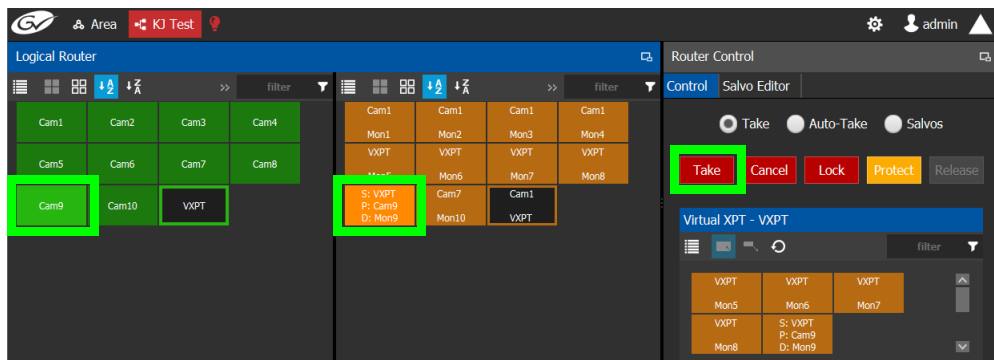 GV Area KJ Test admin
Logical Router
Router Control
>> filter
>> filter
Control Salvo Editor
Take Auto-Take Salvos
Take Cancel Lock Protect Release
Cam1 Cam2 Cam3 Cam4
Cam5 Cam6 Cam7 Cam8
Cam9 Cam10 VXPT
Cam1 Cam1 Cam1 Cam1
Mon1 Mon2 Mon3 Mon4
VXPT VXPT VXPT VXPT
Mon5 Mon6 Mon7 Mon8
S: VXPT Cam7 Cam1
P: Cam9
D: Mon9 Mon10 VXPT
Virtual XPT - VXPT
filter
VXPT VXPT VXPT
Mon5 Mon6 Mon7
VXPT S: VXPT
P: Cam9
Mon8 D: Mon9